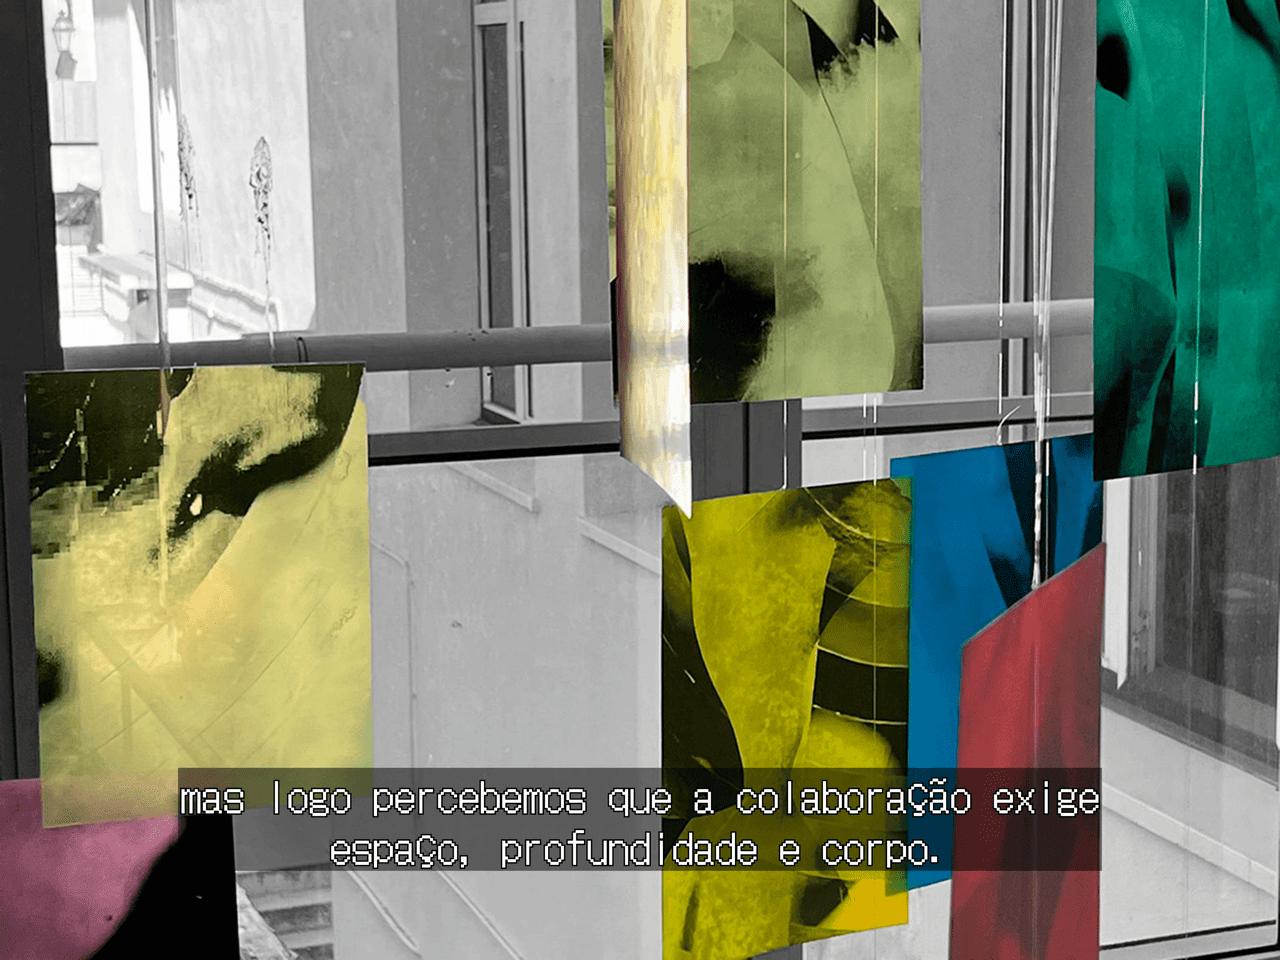 mas logo percebemos que a colaboração exige
espaço, profundidade e corpo.